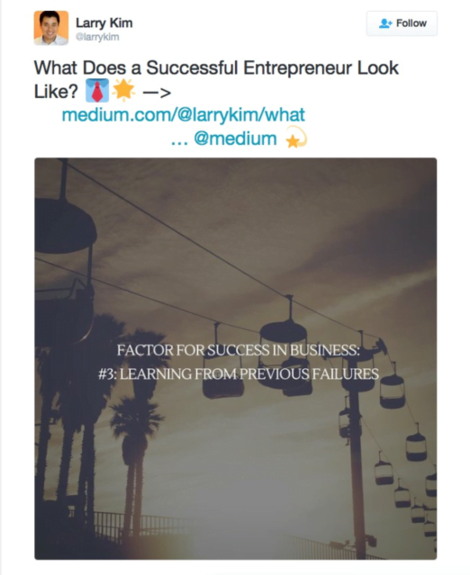 Larry Kim
@larrykim
Follow
What Does a Successful Entrepreneur Look
Like? 👔🌟 —>
medium.com/@larrykim/what
... @medium 💫
FACTOR FOR SUCCESS IN BUSINESS:
#3: LEARNING FROM PREVIOUS FAILURES